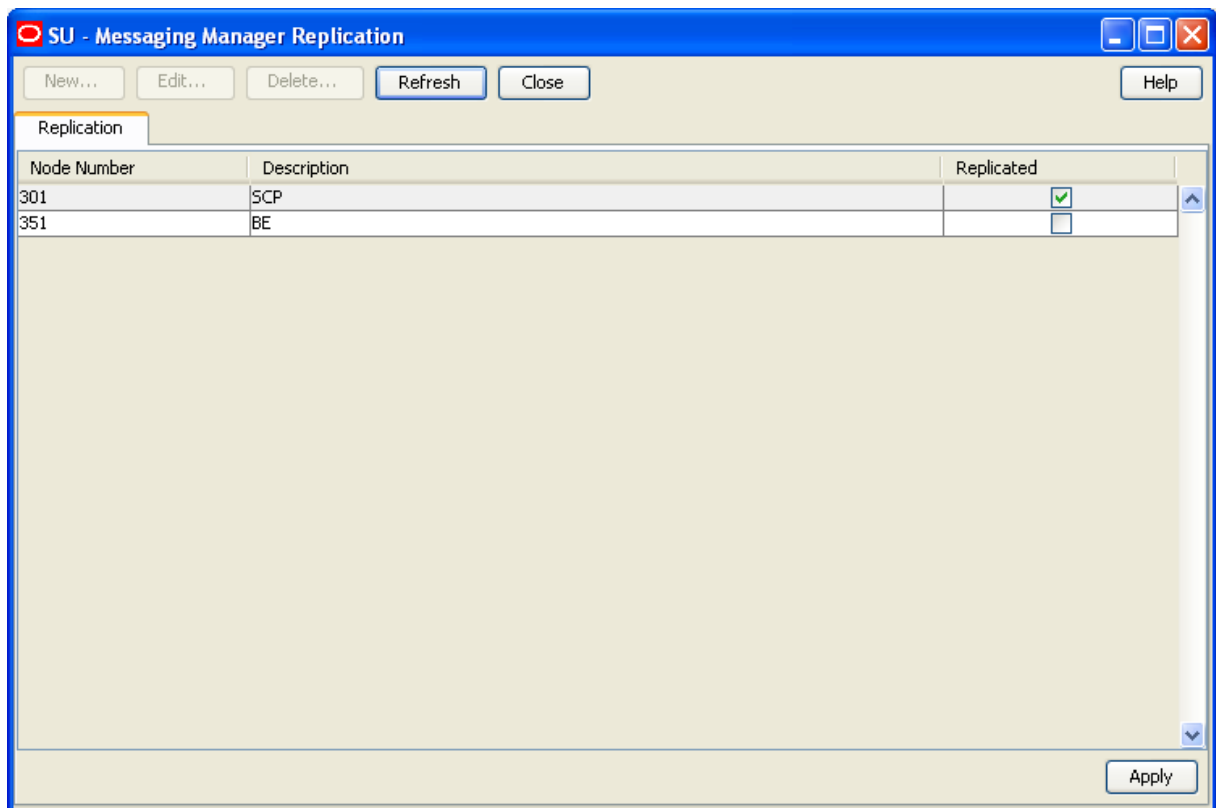 SU - Messaging Manager Replication
New... Edit... Delete... Refresh Close Help
Replication
Node Number Description Replicated
301 SCP
351 BE
Apply